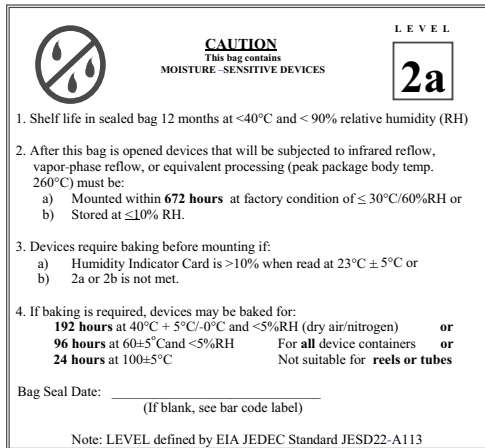 LEVEL
CAUTION
This bag contains
MOISTURE –SENSITIVE DEVICES
2a
1. Shelf life in sealed bag 12 months at <40°C and < 90% relative humidity (RH)
2. After this bag is opened devices that will be subjected to infrared reflow,
vapor-phase reflow, or equivalent processing (peak package body temp.
260°C) must be:
a) Mounted within 672 hours at factory condition of ≤ 30°C/60%RH or
b) Stored at ≤10% RH.
3. Devices require baking before mounting if:
a) Humidity Indicator Card is >10% when read at 23°C ± 5°C or
b) 2a or 2b is not met.
4. If baking is required, devices may be baked for:
192 hours at 40°C + 5°C/-0°C and <5%RH (dry air/nitrogen) or
96 hours at 60±5°Cand <5%RH For all device containers or
24 hours at 100±5°C Not suitable for reels or tubes
Bag Seal Date: ______________________________
(If blank, see bar code label)
Note: LEVEL defined by EIA JEDEC Standard JESD22-A113